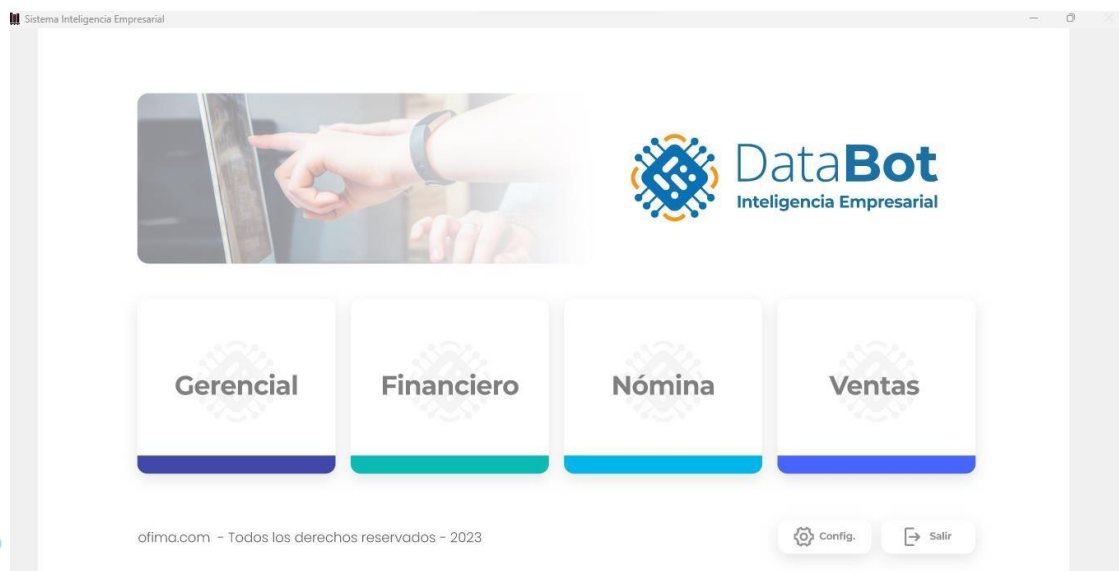 Sistema Inteligencia Empresarial
DataBot
Inteligencia Empresarial
Gerencial
Financiero
Nómina
Ventas
ofima.com - Todos los derechos reservados - 2023
Config.
Salir